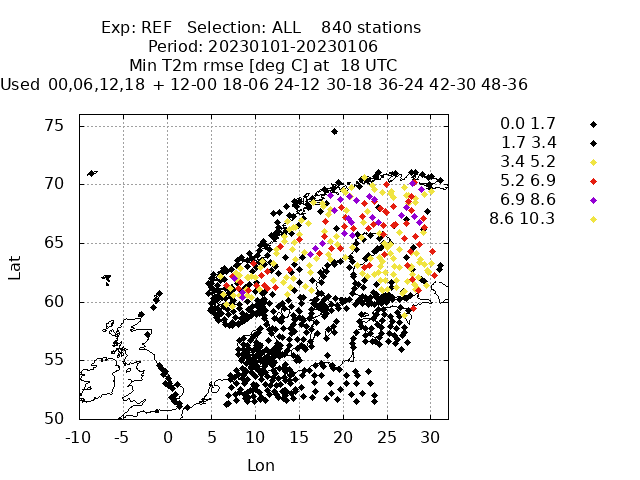 Exp: REF Selection: ALL 840 stations
Period: 20230101-20230106
Min T2m rmse [deg C] at 18 UTC
Used 00,06,12,18 + 12-00 18-06 24-12 30-18 36-24 42-30 48-36
0.0 1.7
1.7 3.4
3.4 5.2
5.2 6.9
6.9 8.6
8.6 10.3
75
70
65
60
55
50
Lat
-10 -5 0 5 10 15 20 25 30
Lon